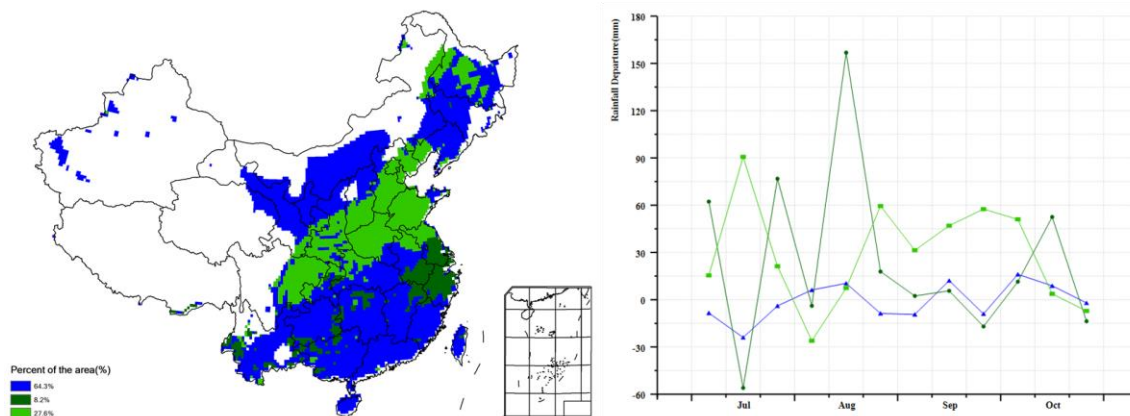 Percent of the area(%)
64.3%
8.2%
27.6%
Rainfall Departure(mm)
180
150
120
90
60
30
0
-30
-60
Jul
Aug
Sep
Oct